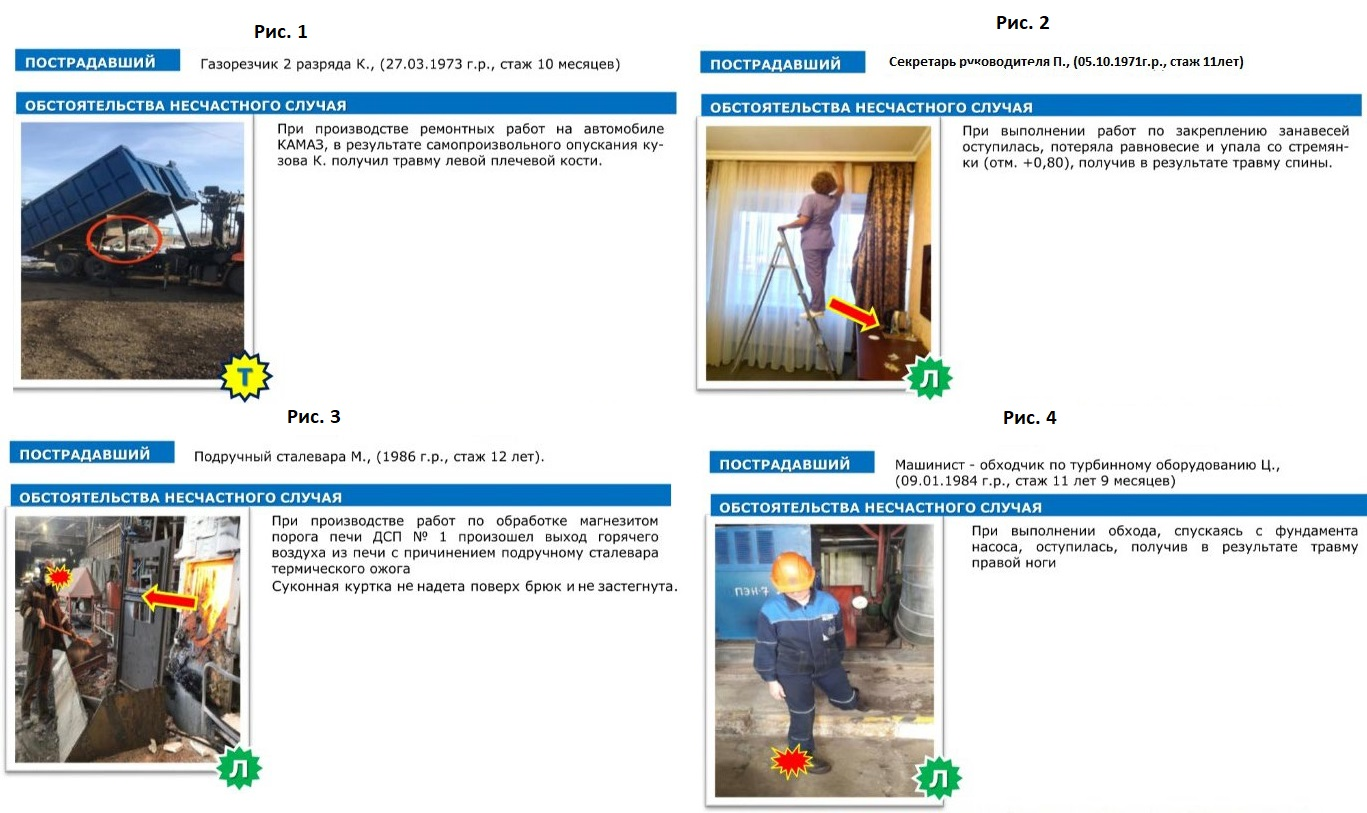 Рис. 1
ПОСТРАДАВШИЙ
Газорезчик 2 разряда К., (27.03.1973 г.р., стаж 10 месяцев)
ОБСТОЯТЕЛЬСТВА НЕСЧАСТНОГО СЛУЧАЯ
При производстве ремонтных работ на автомобиле
КАМАЗ, в результате самопроизвольного опускания ку-
зова К. получил травму левой плечевой кости.
Т
Рис. 2
ПОСТРАДАВШИЙ
Секретарь руководителя П., (05.10.1971г.р., стаж 11лет)
ОБСТОЯТЕЛЬСТВА НЕСЧАСТНОГО СЛУЧАЯ
При выполнении работ по закреплению занавесей
оступилась, потеряла равновесие и упала со стремян-
ки (отм. +0,80), получив в результате травму спины.
Л
Рис. 3
ПОСТРАДАВШИЙ
Подручный сталевара М., (1986 г.р., стаж 12 лет).
ОБСТОЯТЕЛЬСТВА НЕСЧАСТНОГО СЛУЧАЯ
При производстве работ по обработке магнезитом
порога печи ДСП № 1 произошел выход горячего
воздуха из печи с причинением подручному сталевара
термического ожога
Суконная куртка не надета поверх брюк и не застегнута.
Л
Рис. 4
ПОСТРАДАВШИЙ
Машинист - обходчик по турбинному оборудованию Ц.,
(09.01.1984 г.р., стаж 11 лет 9 месяцев)
ОБСТОЯТЕЛЬСТВА НЕСЧАСТНОГО СЛУЧАЯ
При выполнении обхода, спускаясь с фундамента
насоса, оступилась, получив в результате травму
правой ноги
ПЭН-7
Л